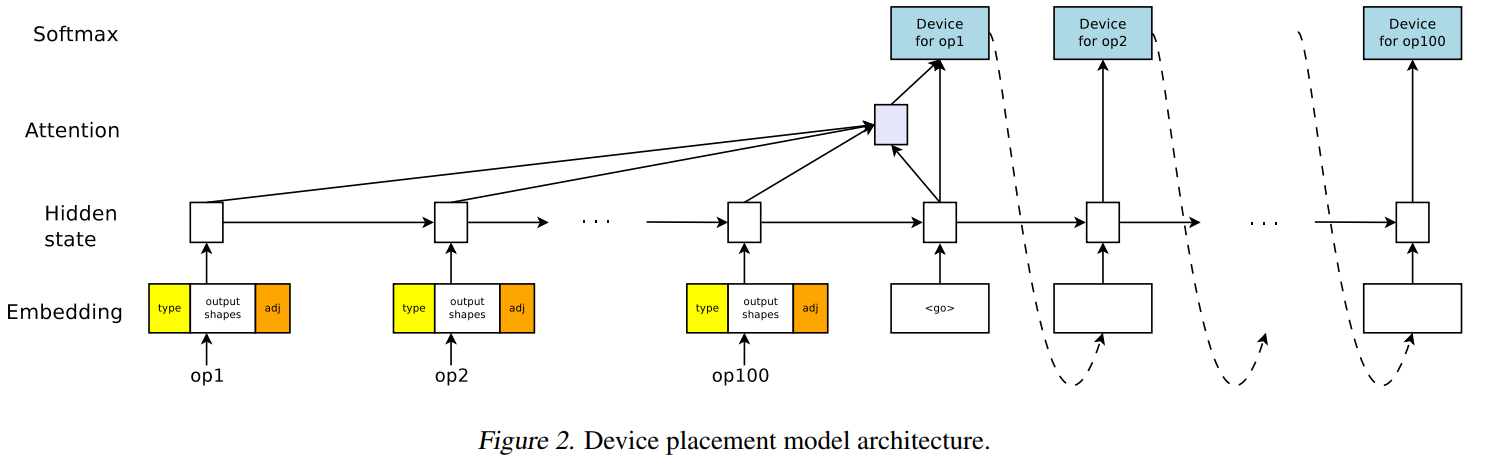 Softmax
Device
for op1
Device
for op2
Device
for op100
Attention
Hidden
state
. . .
. . .
Embedding
type
output
shapes
adj
type
output
shapes
adj
type
output
shapes
adj
<go>
op1
op2
op100
Figure 2. Device placement model architecture.